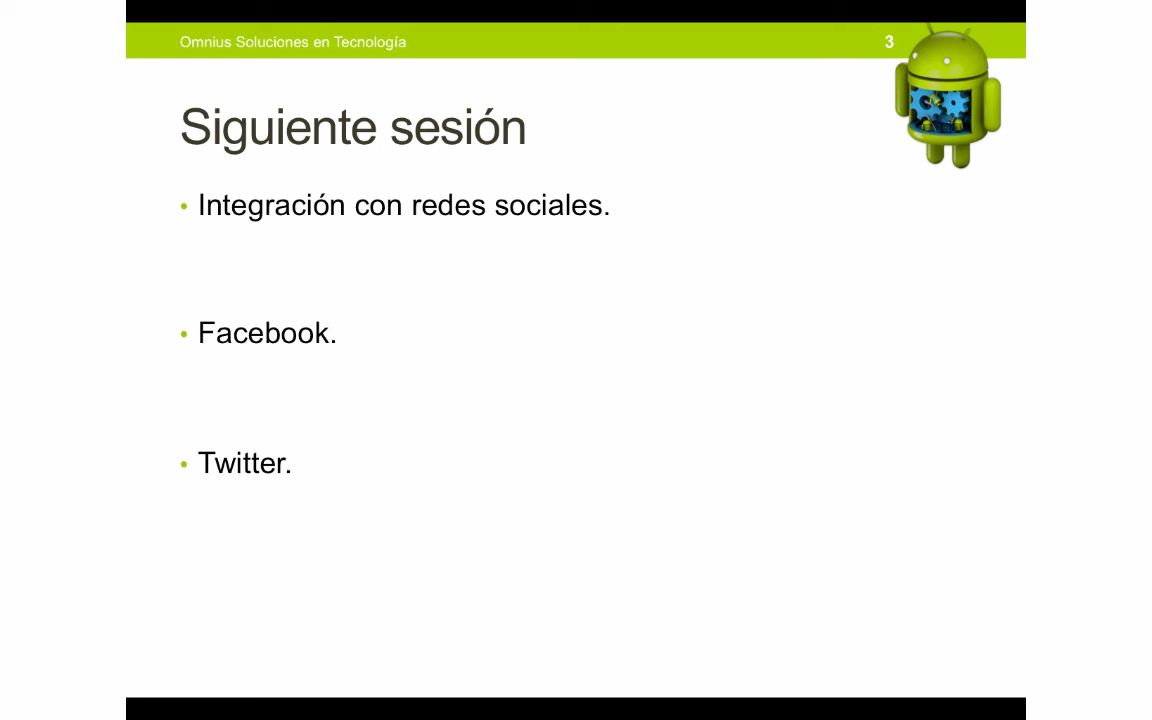 Omnius Soluciones en Tecnología
3
Siguiente sesión
• Integración con redes sociales.
• Facebook.
• Twitter.